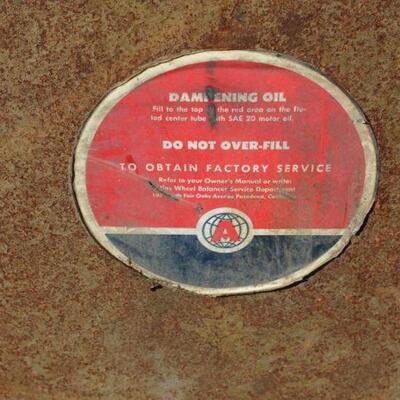 DAMPENING OIL
Fill to the top of the red area on the flu-
ted center tube with SAE 20 motor oil.
DO NOT OVER-FILL
TO OBTAIN FACTORY SERVICE
Refer to your Owner's Manual or write:
Wheel Balancer Service Department
Fair Oaks Avenue Pasadena,
A